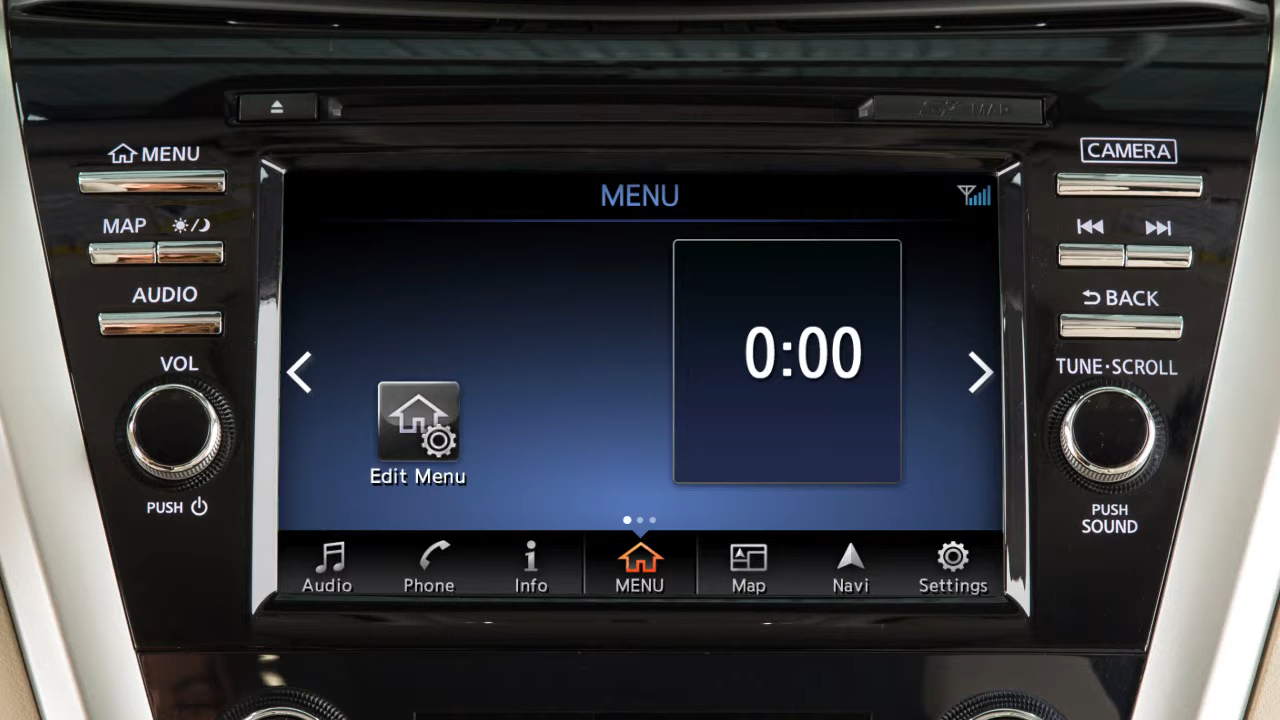 MENU
MAP
AUDIO
VOL
PUSH
MENU
0:00
Edit Menu
Audio
Phone
Info
MENU
Map
Navi
Settings
CAMERA
BACK
TUNE·SCROLL
PUSH
SOUND